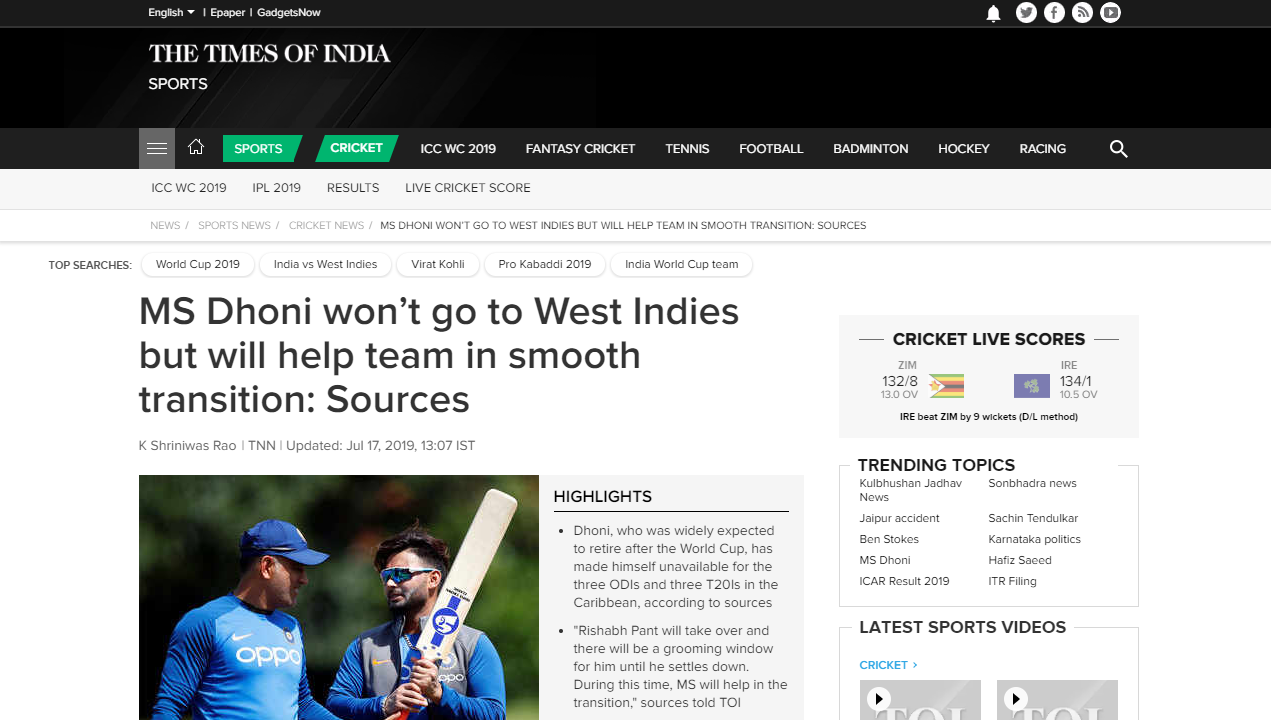 English | Epaper | GadgetsNow
THE TIMES OF INDIA
SPORTS
SPORTS CRICKET ICC WC 2019 FANTASY CRICKET TENNIS FOOTBALL BADMINTON HOCKEY RACING
ICC WC 2019 IPL 2019 RESULTS LIVE CRICKET SCORE
NEWS / SPORTS NEWS / CRICKET NEWS / MS DHONI WON'T GO TO WEST INDIES BUT WILL HELP TEAM IN SMOOTH TRANSITION: SOURCES
TOP SEARCHES: World Cup 2019 India vs West Indies Virat Kohli Pro Kabaddi 2019 India World Cup team
MS Dhoni won't go to West Indies
but will help team in smooth
transition: Sources
K Shriniwas Rao | TNN | Updated: Jul 17, 2019, 13:07 IST
oppo
oppo
HIGHLIGHTS
• Dhoni, who was widely expected
to retire after the World Cup, has
made himself unavailable for the
three ODIs and three T20Is in the
Caribbean, according to sources
• "Rishabh Pant will take over and
there will be a grooming window
for him until he settles down.
During this time, MS will help in the
transition," sources told TOI
CRICKET LIVE SCORES
ZIM IRE
132/8 134/1
13.0 OV 10.5 OV
IRE beat ZIM by 9 wickets (D/L method)
TRENDING TOPICS
Kulbhushan Jadhav Sonbhadra news
News
Jaipur accident Sachin Tendulkar
Ben Stokes Karnataka politics
MS Dhoni Hafiz Saeed
ICAR Result 2019 ITR Filing
LATEST SPORTS VIDEOS
CRICKET >
TOI TOI